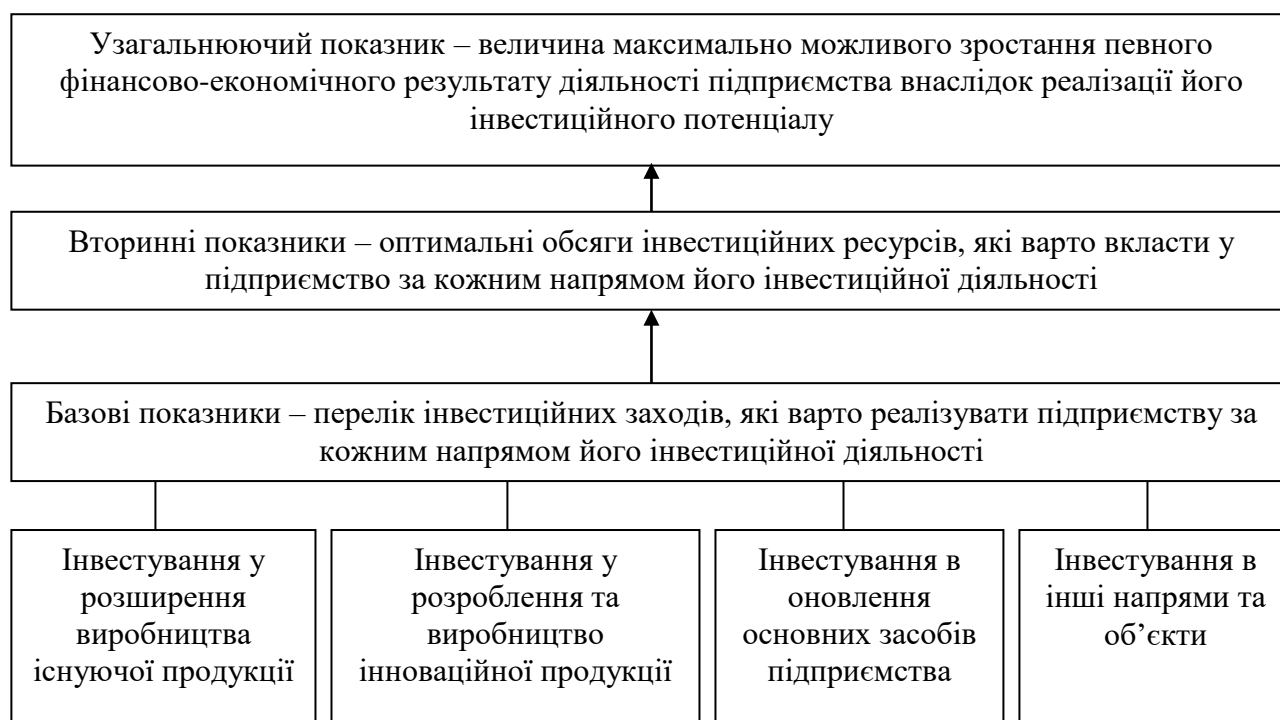 Узагальнюючий показник – величина максимально можливого зростання певного
фінансово-економічного результату діяльності підприємства внаслідок реалізації його
інвестиційного потенціалу
Вторинні показники – оптимальні обсяги інвестиційних ресурсів, які варто вкласти у
підприємство за кожним напрямом його інвестиційної діяльності
Базові показники – перелік інвестиційних заходів, які варто реалізувати підприємству за
кожним напрямом його інвестиційної діяльності
Інвестування у
розширення
виробництва
існуючої продукції
Інвестування у
розроблення та
виробництво
інноваційної продукції
Інвестування в
оновлення
основних засобів
підприємства
Інвестування в
інші напрями та
об’єкти